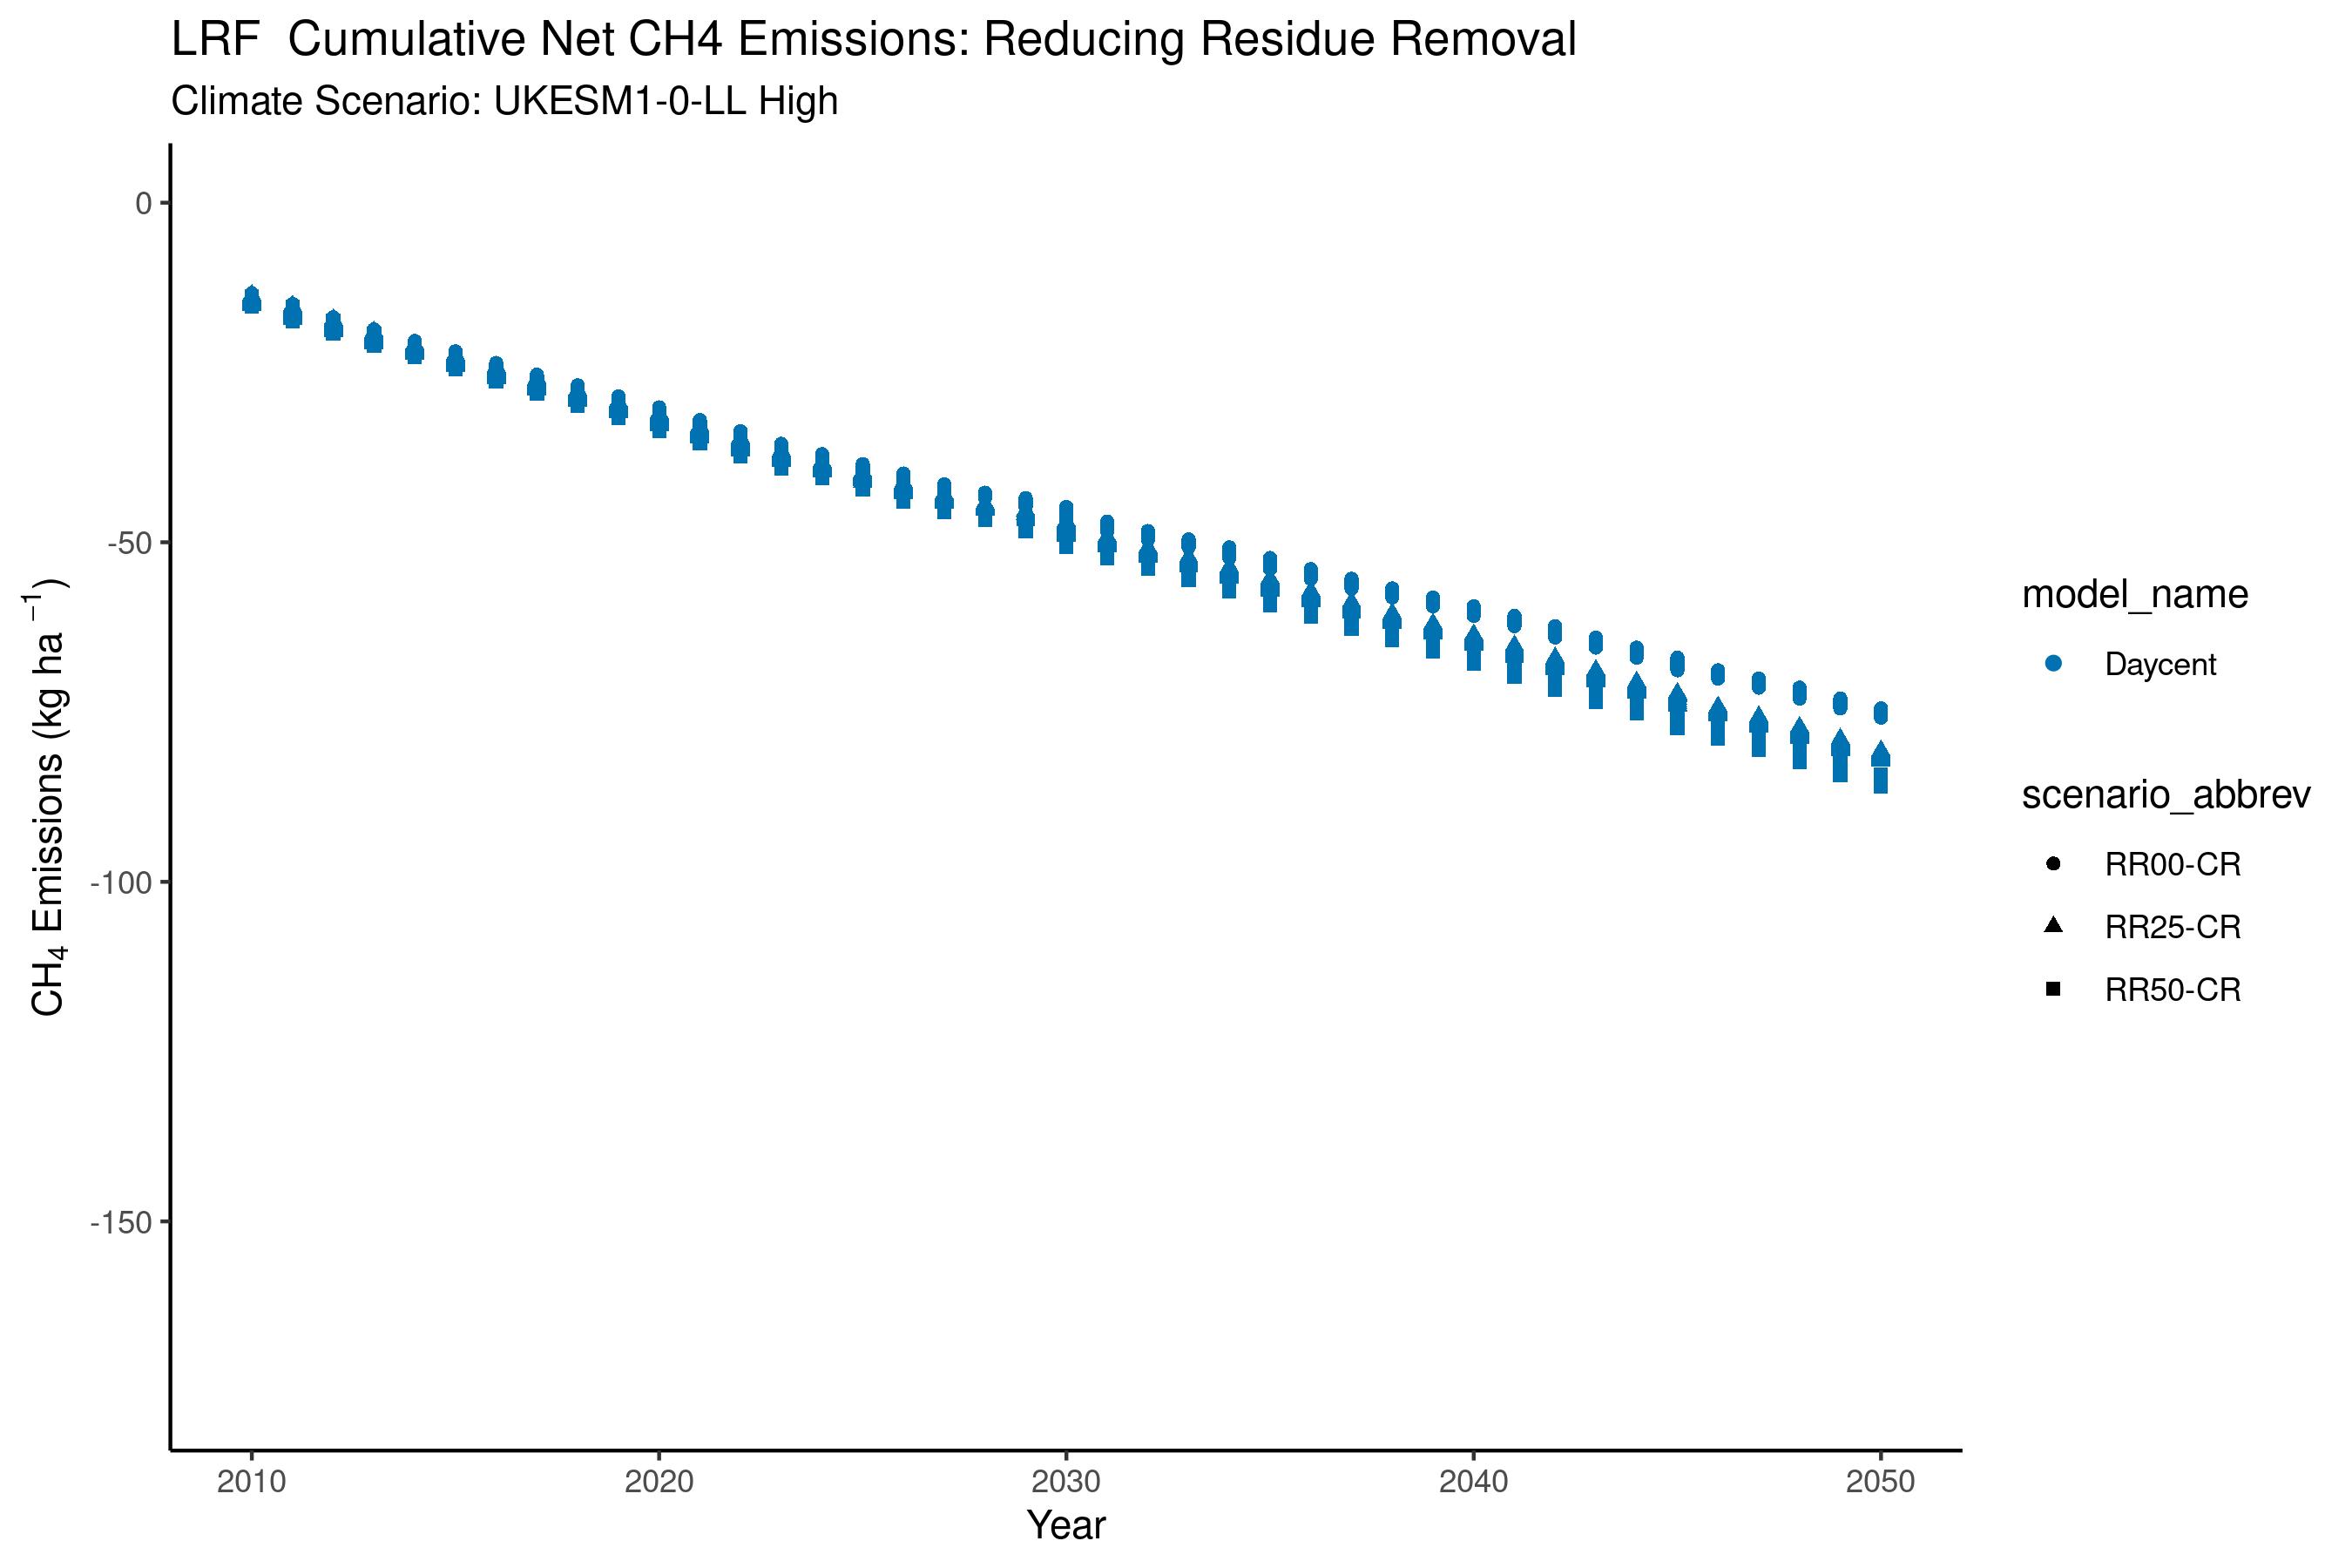 LRF  Cumulative Net CH4 Emissions: Reducing Residue Removal
Climate Scenario: UKESM1-0-LL High
CH₄ Emissions (kg ha ⁻¹)
0
-50
-100
-150
2010
2020
2030
2040
2050
Year
model_name
Daycent
scenario_abbrev
RR00-CR
RR25-CR
RR50-CR